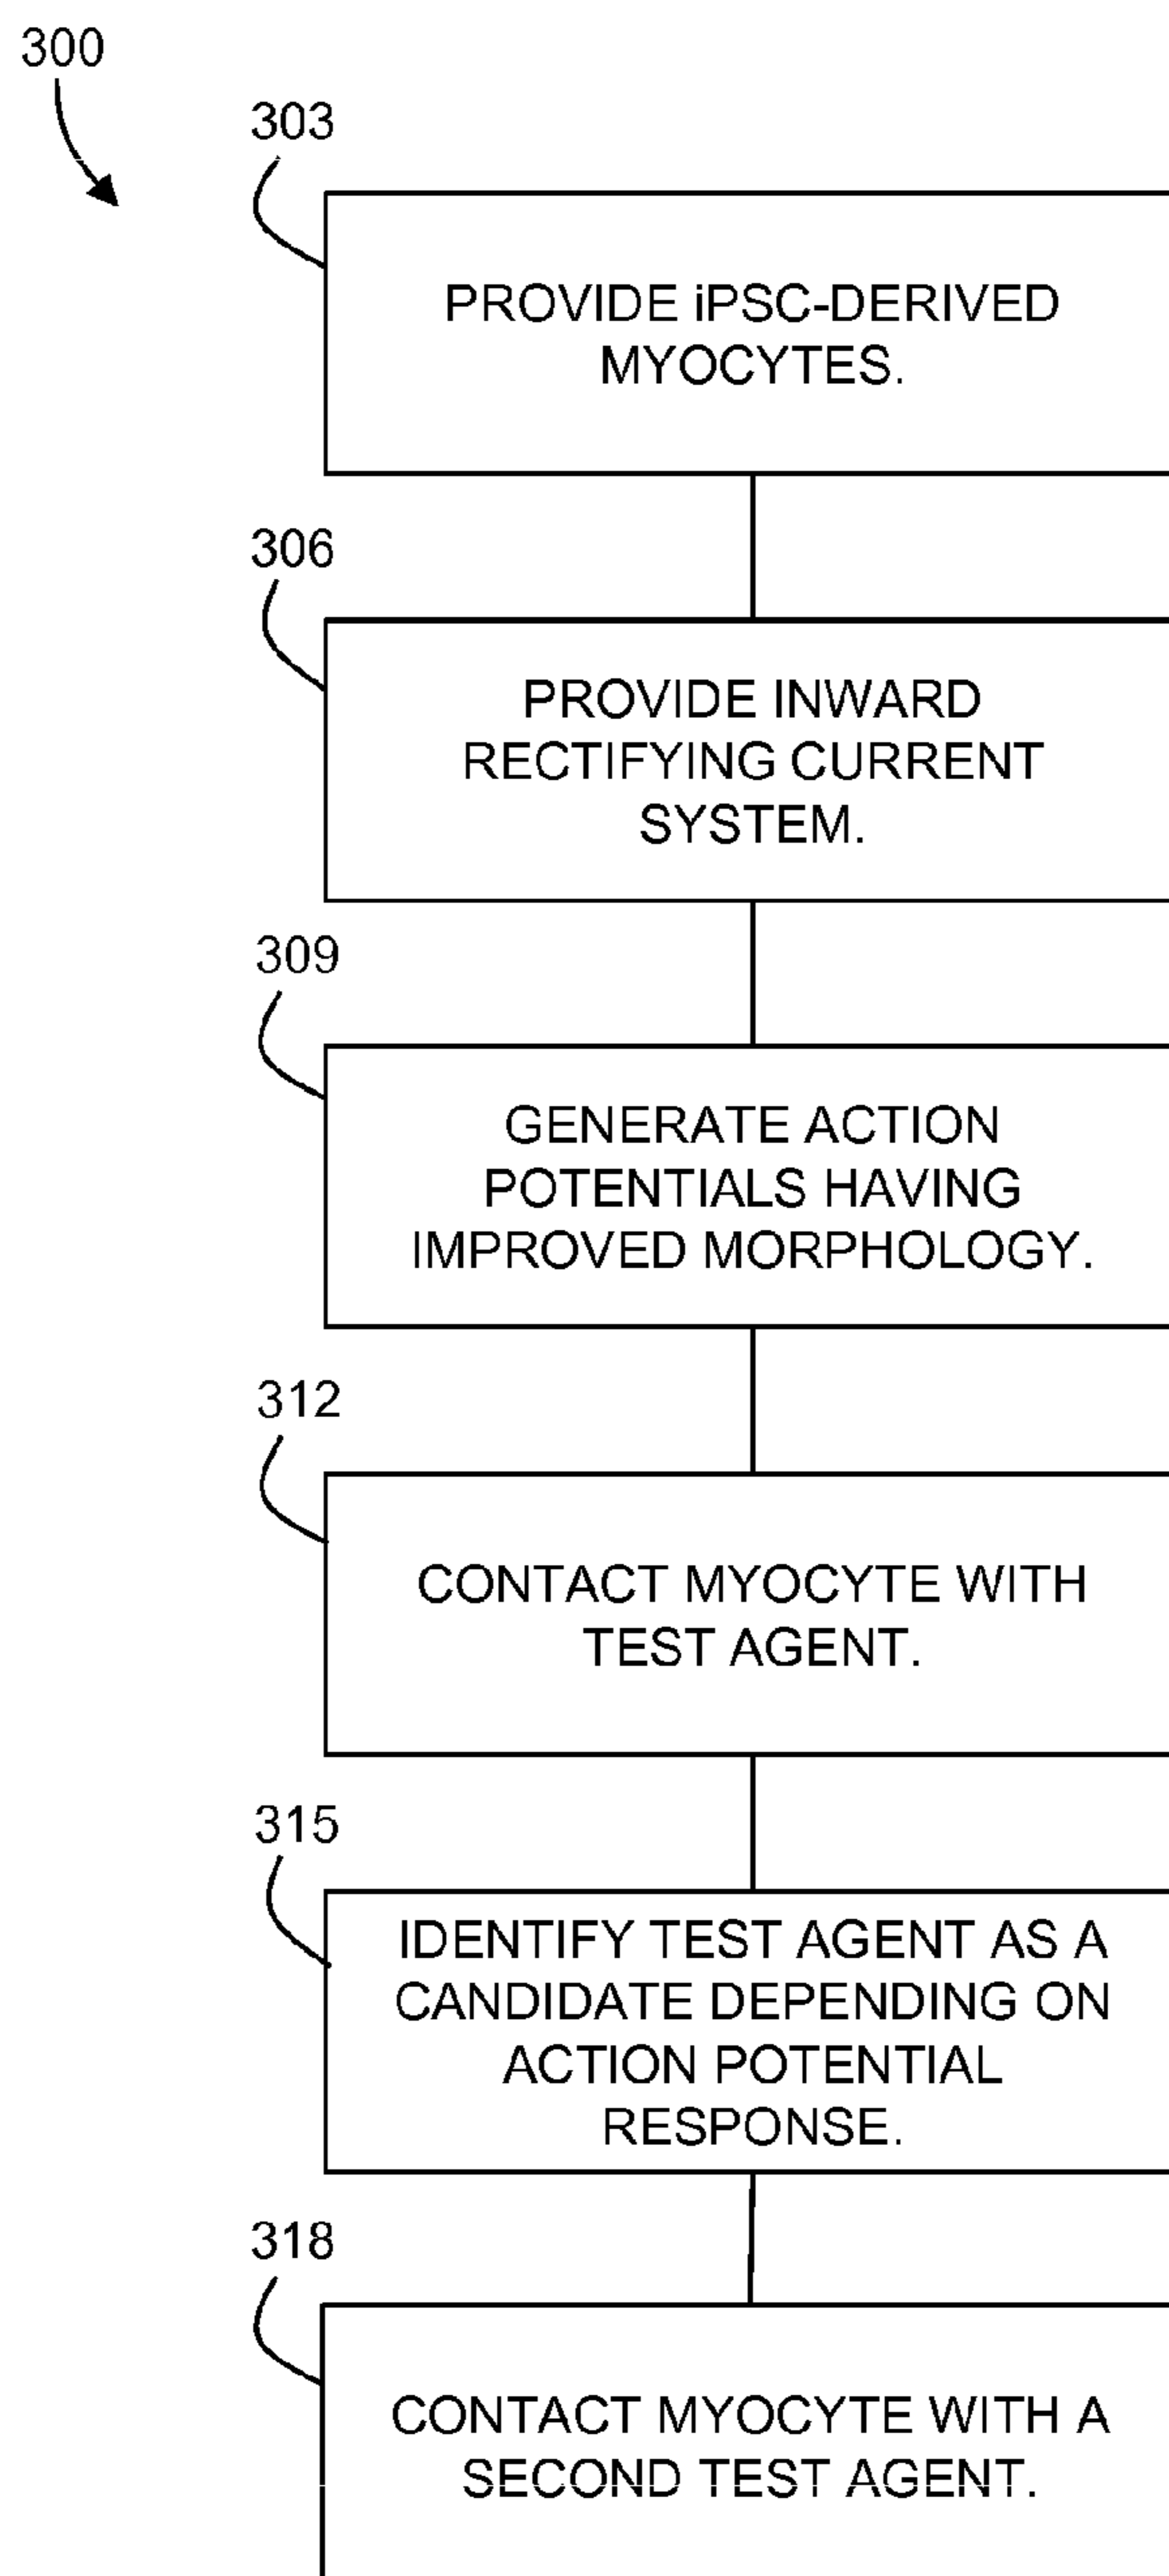 300
303
PROVIDE iPSC-DERIVED
MYOCYTES.
306
PROVIDE INWARD
RECTIFYING CURRENT
SYSTEM.
309
GENERATE ACTION
POTENTIALS HAVING
IMPROVED MORPHOLOGY.
312
CONTACT MYOCYTE WITH
TEST AGENT.
315
IDENTIFY TEST AGENT AS A
CANDIDATE DEPENDING ON
ACTION POTENTIAL
RESPONSE.
318
CONTACT MYOCYTE WITH A
SECOND TEST AGENT.